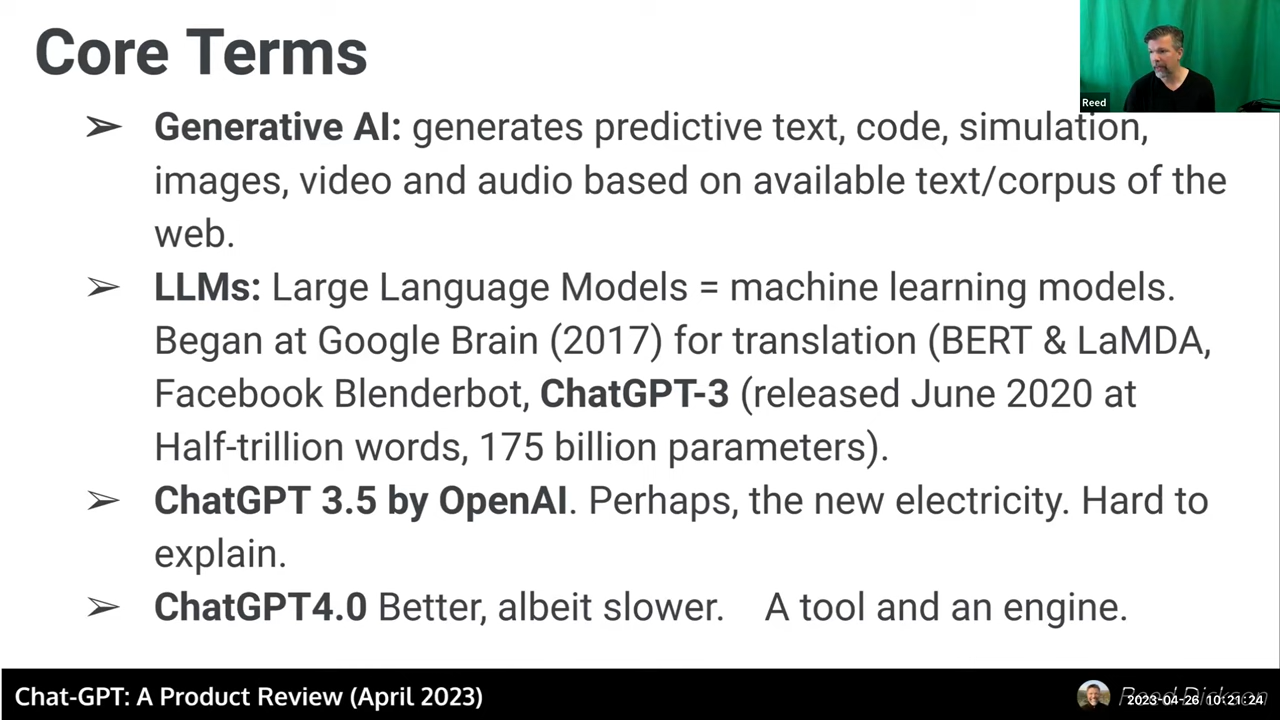 Core Terms
Reed
➢ Generative AI: generates predictive text, code, simulation,
images, video and audio based on available text/corpus of the
web.
➢ LLMs: Large Language Models = machine learning models.
Began at Google Brain (2017) for translation (BERT & LaMDA,
Facebook Blenderbot, ChatGPT-3 (released June 2020 at
Half-trillion words, 175 billion parameters).
➢ ChatGPT 3.5 by OpenAI. Perhaps, the new electricity. Hard to
explain.
➢ ChatGPT4.0 Better, albeit slower. A tool and an engine.
Chat-GPT: A Product Review (April 2023)
Reed Dickson
2023-04-26 10:21:24